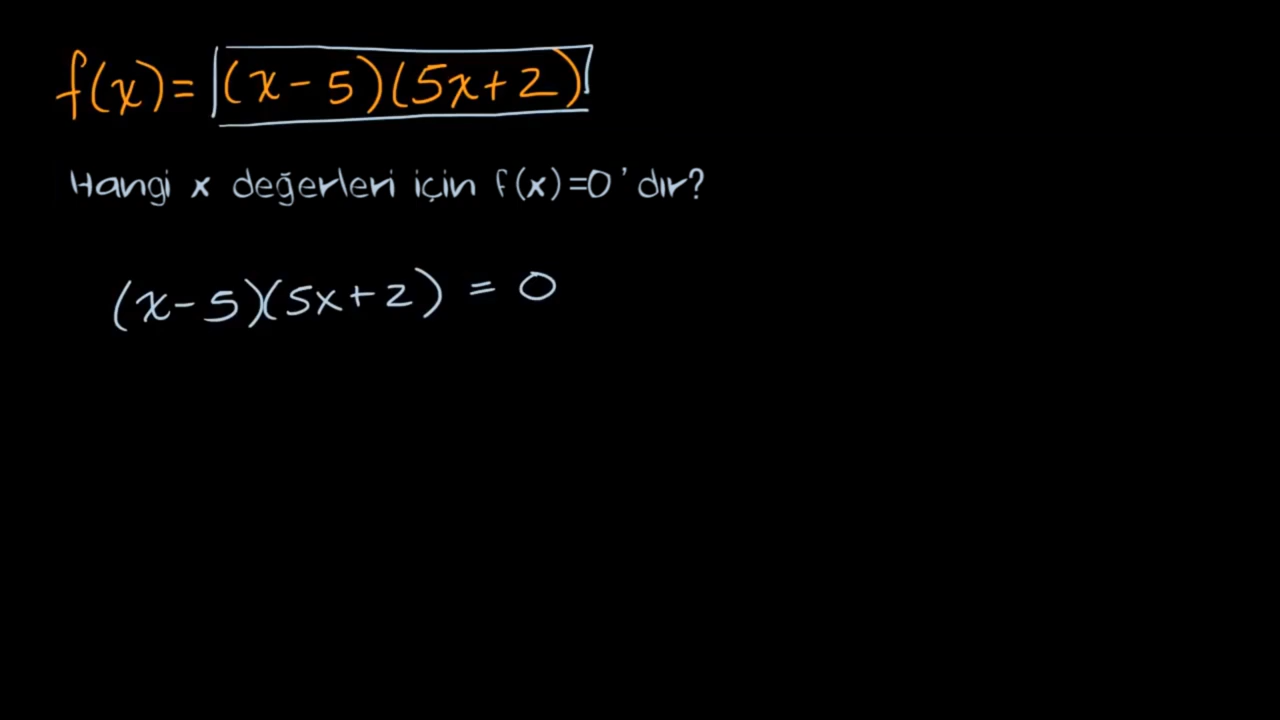 f(x) = (x - 5)(5x + 2)
Hangi x değerleri için f(x)=0 'dır?
(x - 5)(5x + 2) = 0